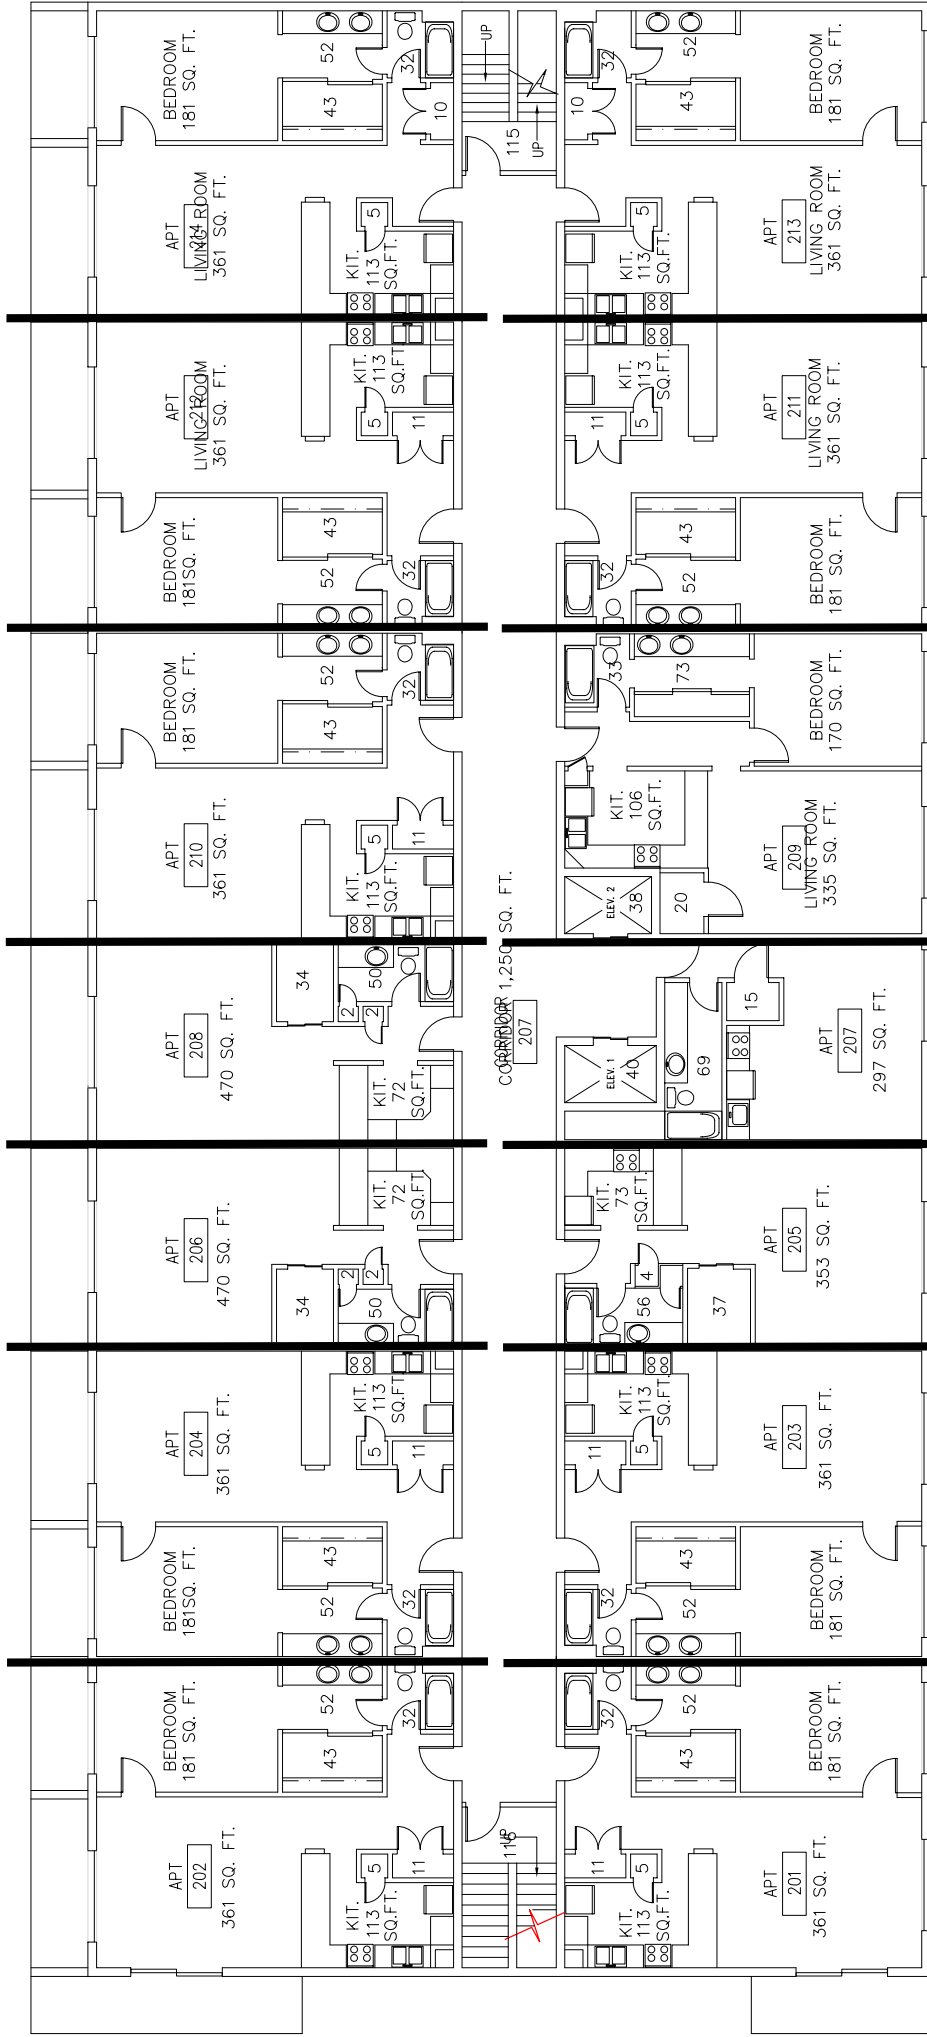 BEDROOM
181 SQ. FT.
52
43
32
10
UP
115
UP
10
32
52
43
BEDROOM
181 SQ. FT.
APT
214
LIVING ROOM
361 SQ. FT.
5
KIT.
113
SQ.FT.
5
KIT.
113
SQ.FT.
APT
213
LIVING ROOM
361 SQ. FT.
APT
212
LIVING ROOM
361 SQ. FT.
KIT.
113
SQ.FT
5
11
KIT.
113
SQ.FT.
5
11
APT
211
LIVING ROOM
361 SQ. FT.
BEDROOM
181SQ. FT.
43
52
32
32
43
52
BEDROOM
181 SQ. FT.
BEDROOM
181 SQ. FT.
52
43
32
33
73
BEDROOM
170 SQ. FT.
APT
210
361 SQ. FT.
5
11
KIT.
113
SQ.FT.
KIT.
106
SQ.FT.
ELEV. 2
38
20
APT
209
LIVING ROOM
335 SQ. FT.
APT
208
470 SQ. FT.
34
50
2
2
KIT.
72
SQ.FT.
CORRIDOR
CORRIDOR 1,250 SQ. FT.
207
ELEV. 1
40
69
15
APT
207
297 SQ. FT.
APT
206
470 SQ. FT.
KIT.
72
SQ.FT.
34
2
2
50
KIT.
73
SQ.FT.
4
56
37
APT
205
353 SQ. FT.
APT
204
361 SQ. FT.
KIT.
113
SQ.FT
5
11
KIT.
113
SQ.FT.
5
11
APT
203
361 SQ. FT.
BEDROOM
181SQ. FT.
43
52
32
32
43
52
BEDROOM
181 SQ. FT.
BEDROOM
181 SQ. FT.
52
43
32
32
52
43
BEDROOM
181 SQ. FT.
APT
202
361 SQ. FT.
5
11
KIT.
113
SQ.FT.
UP
116
11
5
KIT.
113
SQ.FT.
APT
201
361 SQ. FT.